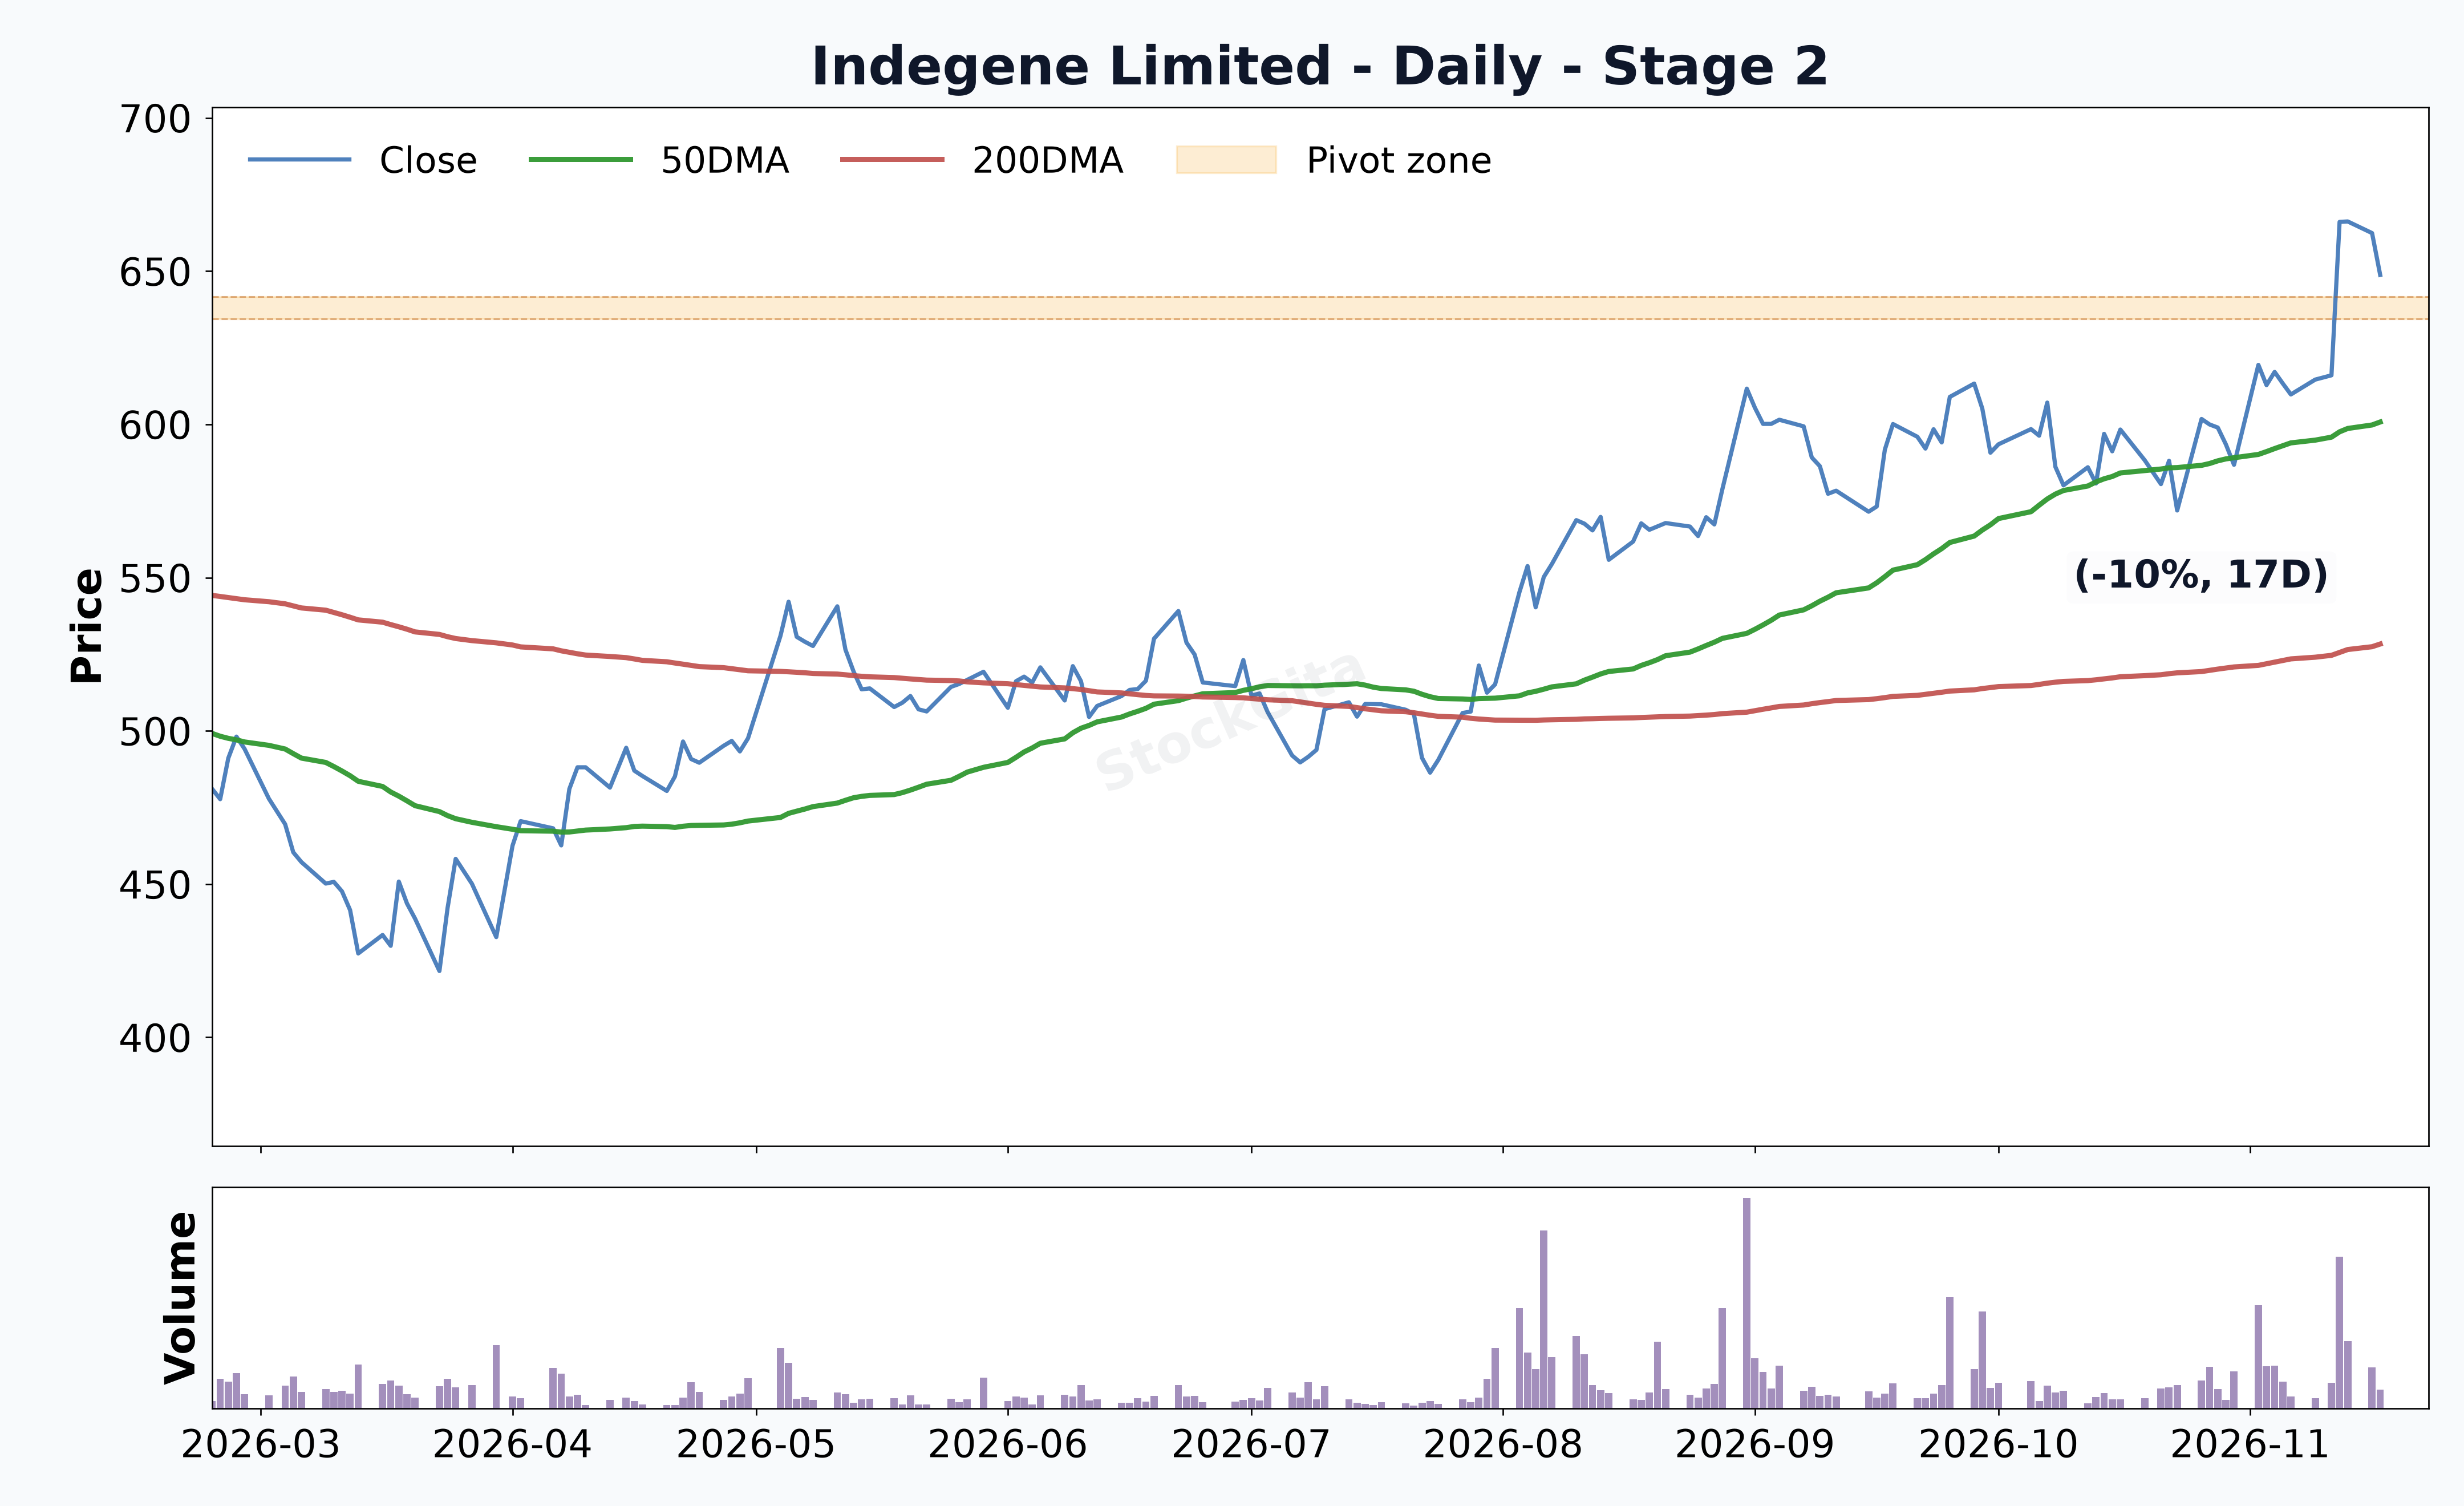 Indegene Limited - Daily - Stage 2
Close 50DMA 200DMA Pivot zone
700
650
600
550
500
450
400
Price
(-10%, 17D)
StockGita
Volume
2026-03 2026-04 2026-05 2026-06 2026-07 2026-08 2026-09 2026-10 2026-11